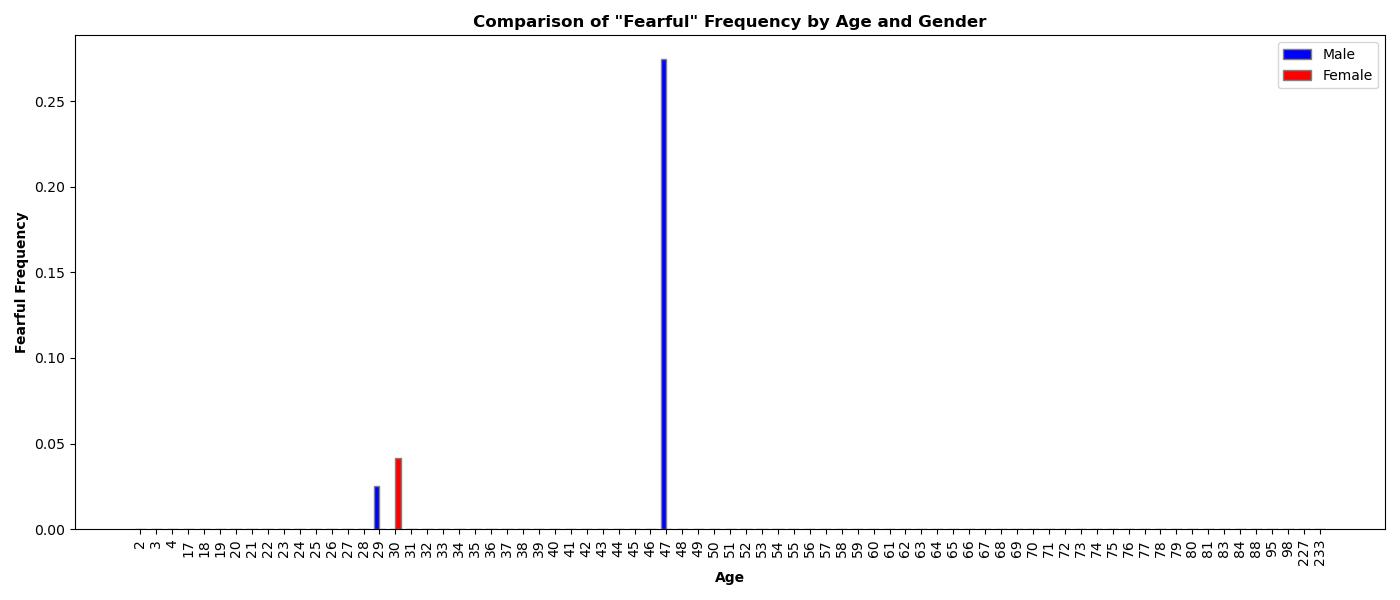 Comparison of "Fearful" Frequency by Age and Gender
Male
Female
Fearful Frequency
0.25
0.20
0.15
0.10
0.05
0.00
2 3 4 17 18 19 20 21 22 23 24 25 26 27 28 29 30 31 32 33 34 35 36 37 38 39 40 41 42 43 44 45 46 47 48 49 50 51 52 53 54 55 56 57 58 59 60 61 62 63 64 65 66 67 68 69 70 71 72 73 74 75 76 77 78 79 80 81 83 84 88 95 98 227 233
Age